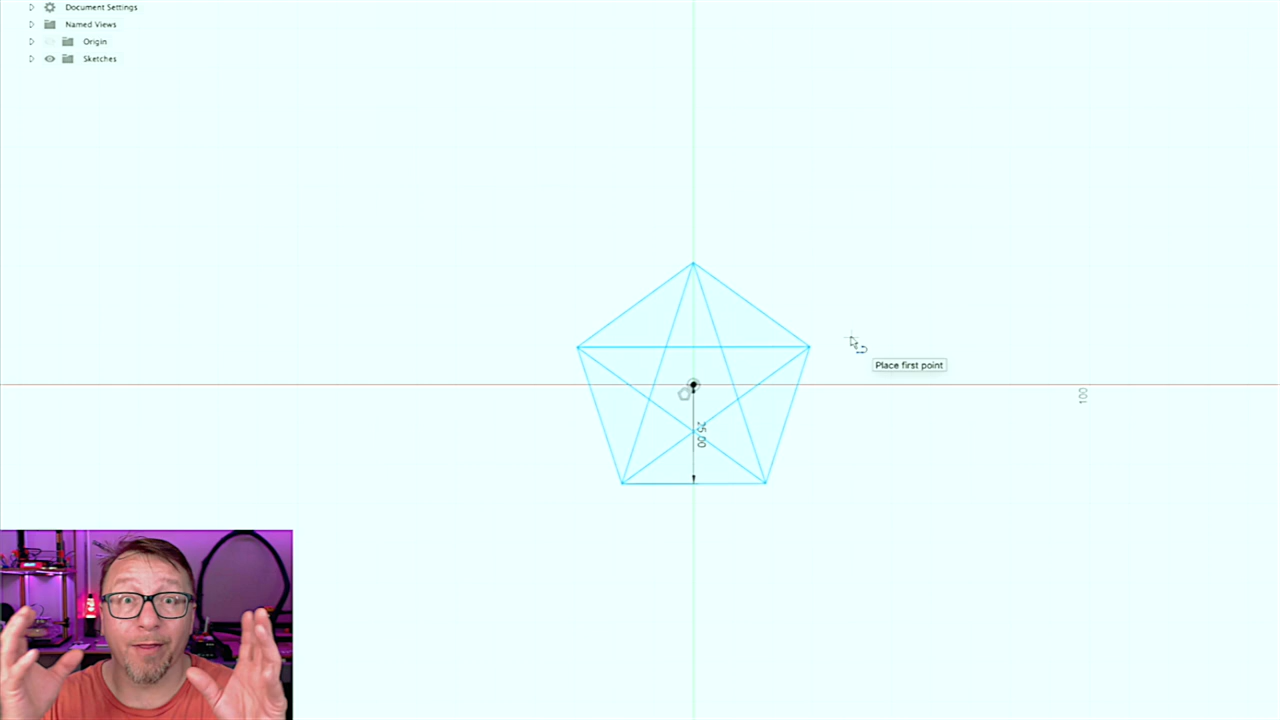 Document Settings
Named Views
Origin
Sketches
Place first point
100
25.00